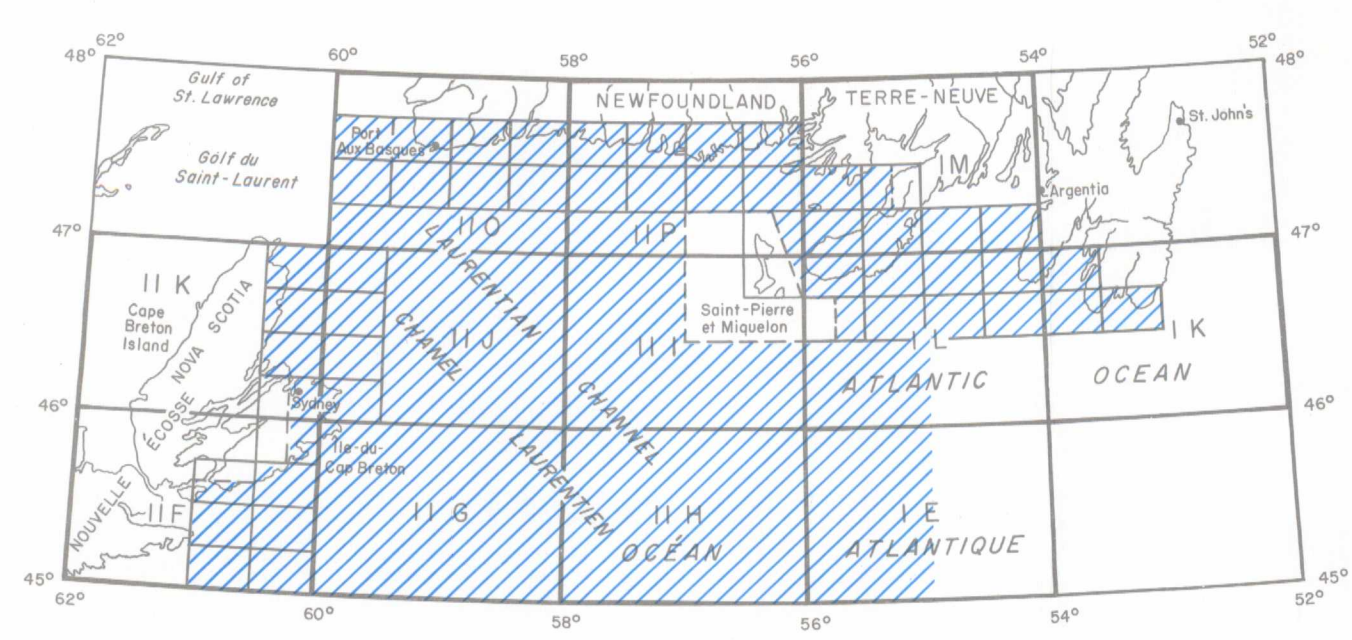 62°
60°
58°
56°
54°
52°
48°
48°
Gulf of
St. Lawrence
NEWFOUNDLAND
TERRE-NEUVE
St. John's
Port
Aux Basques
Gólf du
Saint-Laurent
IM
Argentia
47°
47°
II O
II P
LAURENTIAN
CHANEL
II K
Cape
Breton
Island
NOVA SCOTIA
ÉCOSSE
NOUVELLE
II J
II I
Saint-Pierre
et Miquelon
I L
I K
ATLANTIC
OCEAN
46°
46°
Sydney
CHANNEL
LAURENTIEN
Ile-du-
Cap Breton
II F
II G
II H
I E
OCÉAN
ATLANTIQUE
45°
45°
62°
60°
58°
56°
54°
52°